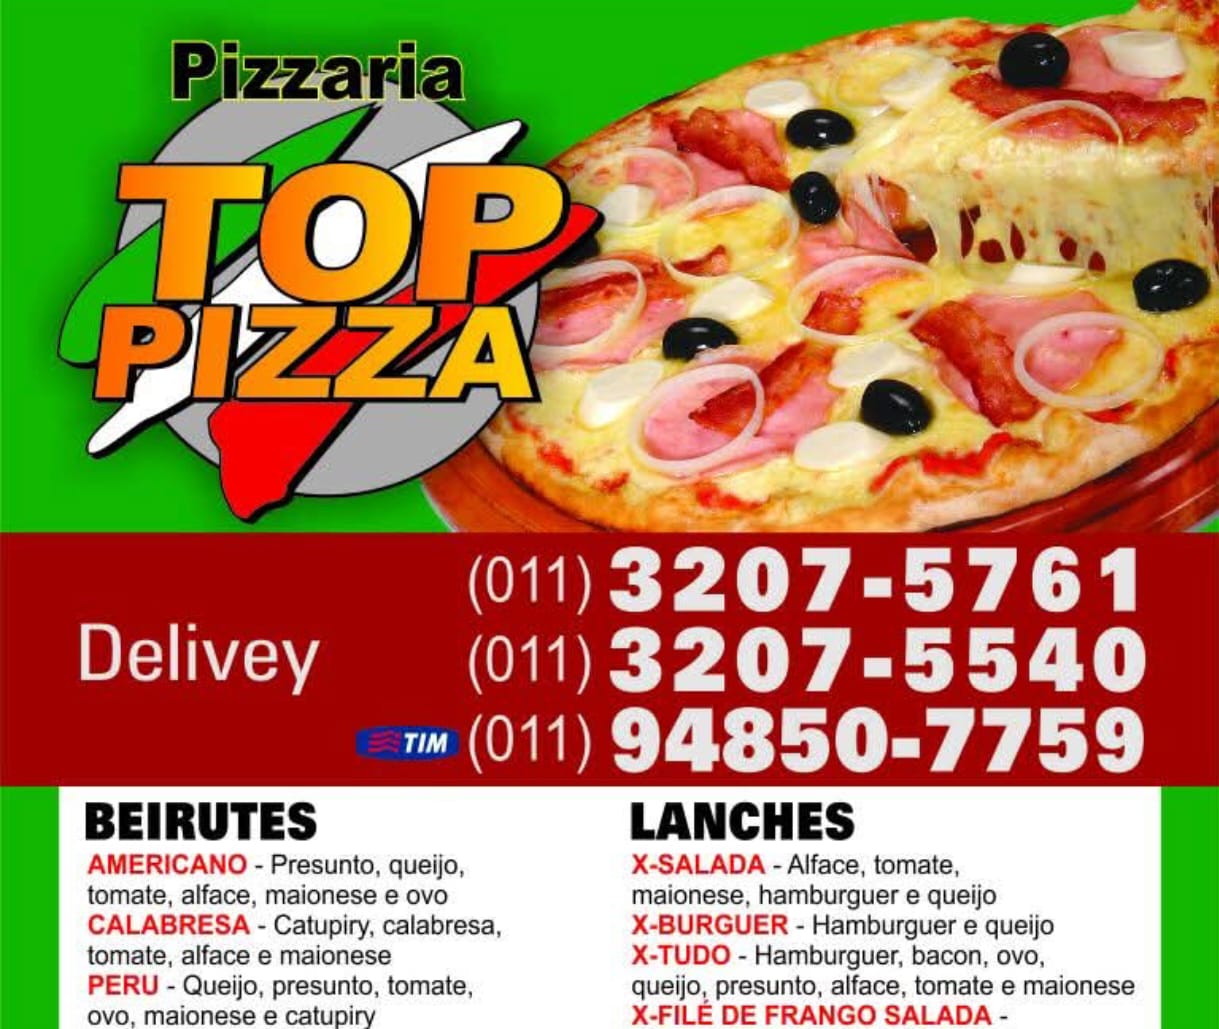 Pizzaria
TOP
PIZZA
Delivey
(011) 3207-5761
(011) 3207-5540
TIM (011) 94850-7759
BEIRUTES
AMERICANO - Presunto, queijo,
tomate, alface, maionese e ovo
CALABRESA - Catupiry, calabresa,
tomate, alface e maionese
PERU - Queijo, presunto, tomate,
ovo, maionese e catupiry
LANCHES
X-SALADA - Alface, tomate,
maionese, hamburguer e queijo
X-BURGUER - Hamburguer e queijo
X-TUDO - Hamburguer, bacon, ovo,
queijo, presunto, alface, tomate e maionese
X-FILÉ DE FRANGO SALADA -